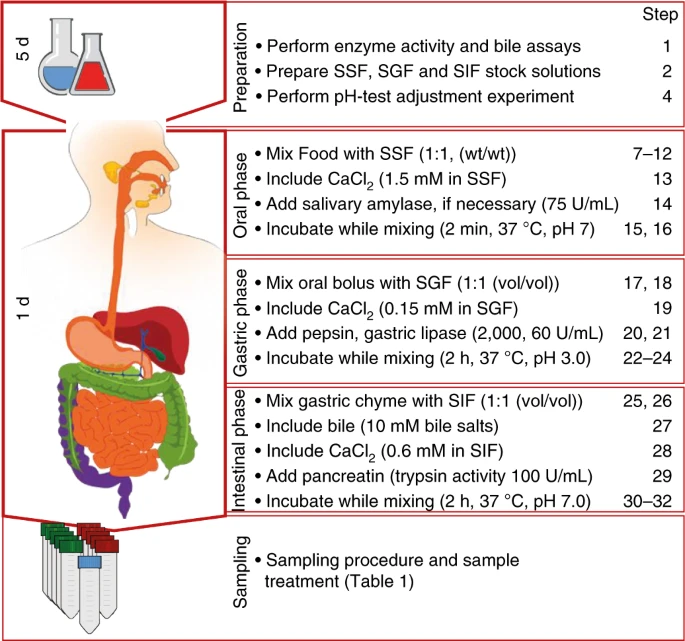 Step
5 d
Preparation
• Perform enzyme activity and bile assays 1
• Prepare SSF, SGF and SIF stock solutions 2
• Perform pH-test adjustment experiment 4
1 d
Oral phase
• Mix Food with SSF (1:1, (wt/wt)) 7–12
• Include CaCl₂ (1.5 mM in SSF) 13
• Add salivary amylase, if necessary (75 U/mL) 14
• Incubate while mixing (2 min, 37 °C, pH 7) 15, 16
Gastric phase
• Mix oral bolus with SGF (1:1 (vol/vol)) 17, 18
• Include CaCl₂ (0.15 mM in SGF) 19
• Add pepsin, gastric lipase (2,000, 60 U/mL) 20, 21
• Incubate while mixing (2 h, 37 °C, pH 3.0) 22–24
Intestinal phase
• Mix gastric chyme with SIF (1:1 (vol/vol)) 25, 26
• Include bile (10 mM bile salts) 27
• Include CaCl₂ (0.6 mM in SIF) 28
• Add pancreatin (trypsin activity 100 U/mL) 29
• Incubate while mixing (2 h, 37 °C, pH 7.0) 30–32
Sampling
• Sampling procedure and sample
treatment (Table 1)